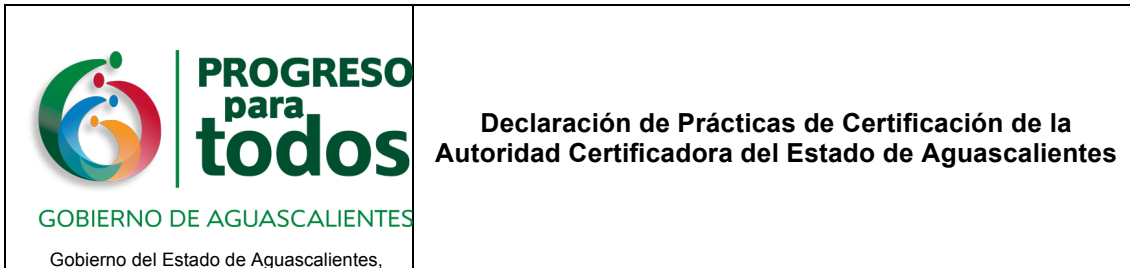 PROGRESO
para
todos
GOBIERNO DE AGUASCALIENTES
Gobierno del Estado de Aguascalientes,
Declaración de Prácticas de Certificación de la
Autoridad Certificadora del Estado de Aguascalientes